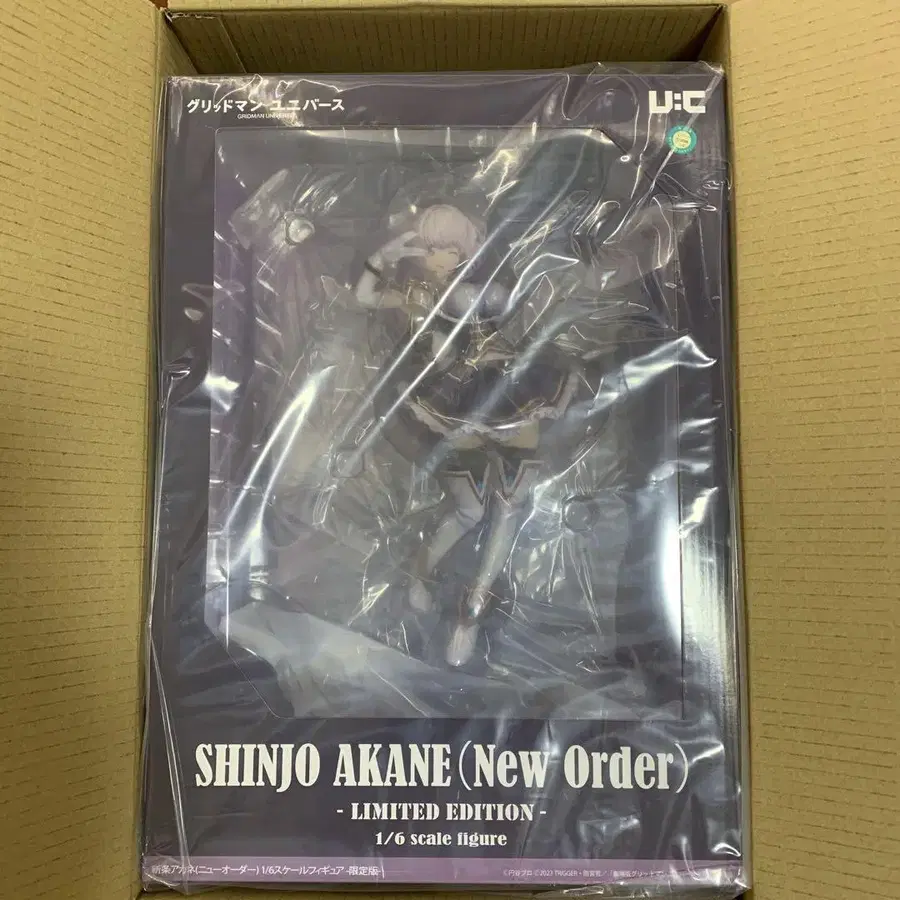 グリッドマン ユニバース
GRIDMAN UNIVERSE
U:C
SHINJO AKANE (New Order)
- LIMITED EDITION -
1/6 scale figure
新条アカネ(ニューオーダー) 1/6スケールフィギュア -限定版-
©円谷プロ ©2023 TRIGGER・雨宮哲/「劇場版グリッドマン